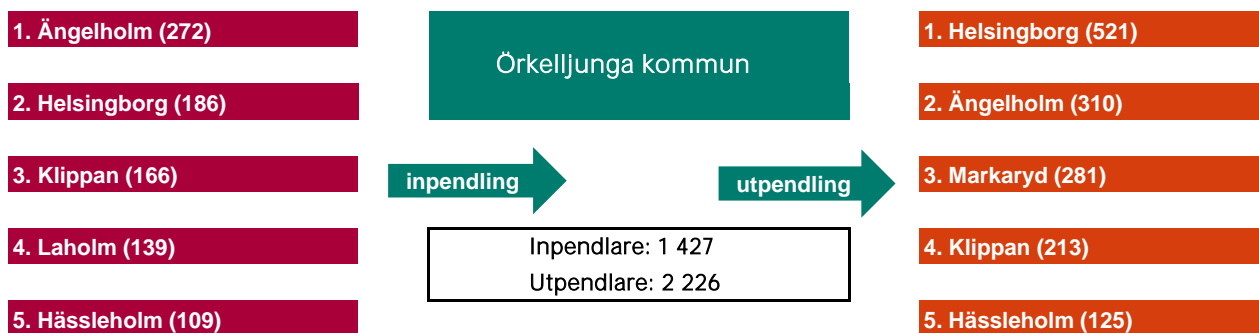 1. Ängelholm (272)
2. Helsingborg (186)
3. Klippan (166)
4. Laholm (139)
5. Hässleholm (109)
Örkelljunga kommun
inpendling
utpendling
Inpendlare: 1 427
Utpendlare: 2 226
1. Helsingborg (521)
2. Ängelholm (310)
3. Markaryd (281)
4. Klippan (213)
5. Hässleholm (125)